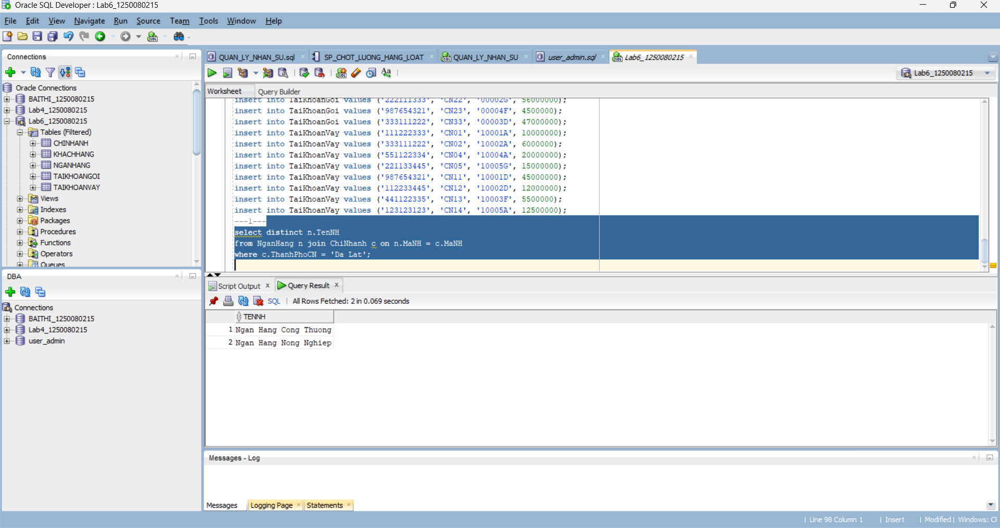 Oracle SQL Developer : Lab6_1250080215
File Edit View Navigate Run Source Team Tools Window Help
Connections
Oracle Connections
BAITHI_1250080215
Lab4_1250080215
Lab6_1250080215
Tables (Filtered)
CHINHANH
KHACHHANG
NGANHANG
TAIKHOANGOI
TAIKHOANVAY
Views
Indexes
Packages
Procedures
Functions
Operators
Queues
DBA
Connections
BAITHI_1250080215
Lab4_1250080215
user_admin
QUAN_LY_NHAN_SU.sql SP_CHOT_LUONG_HANG_LOAT QUAN_LY_NHAN_SU user_admin.sql Lab6_1250080215
Lab6_1250080215
Worksheet Query Builder
insert into TaiKhoanGoi values ('222111333', 'CN22', '00002G', 56000000);
insert into TaiKhoanGoi values ('987654321', 'CN23', '00004F', 4500000);
insert into TaiKhoanGoi values ('333111222', 'CN33', '00003D', 47000000);
insert into TaiKhoanVay values ('111222333', 'CN01', '10001A', 10000000);
insert into TaiKhoanVay values ('333111222', 'CN02', '10002A', 6000000);
insert into TaiKhoanVay values ('551122334', 'CN04', '10004A', 20000000);
insert into TaiKhoanVay values ('221133445', 'CN05', '10005G', 15000000);
insert into TaiKhoanVay values ('987654321', 'CN11', '10001D', 45000000);
insert into TaiKhoanVay values ('112233445', 'CN12', '10002D', 12000000);
insert into TaiKhoanVay values ('441122335', 'CN13', '10003F', 5500000);
insert into TaiKhoanVay values ('123123123', 'CN14', '10005A', 12500000);
---1---
select distinct n.TenNH
from NganHang n join ChiNhanh c on n.MaNH = c.MaNH
where c.ThanhPhoCN = 'Da Lat';
Script Output Query Result
SQL | All Rows Fetched: 2 in 0.069 seconds
TENNH
1 Ngan Hang Cong Thuong
2 Ngan Hang Nong Nghiep
Messages - Log
Messages Logging Page Statements
| Line 98 Column 1 | Insert | Modified | Windows: CF